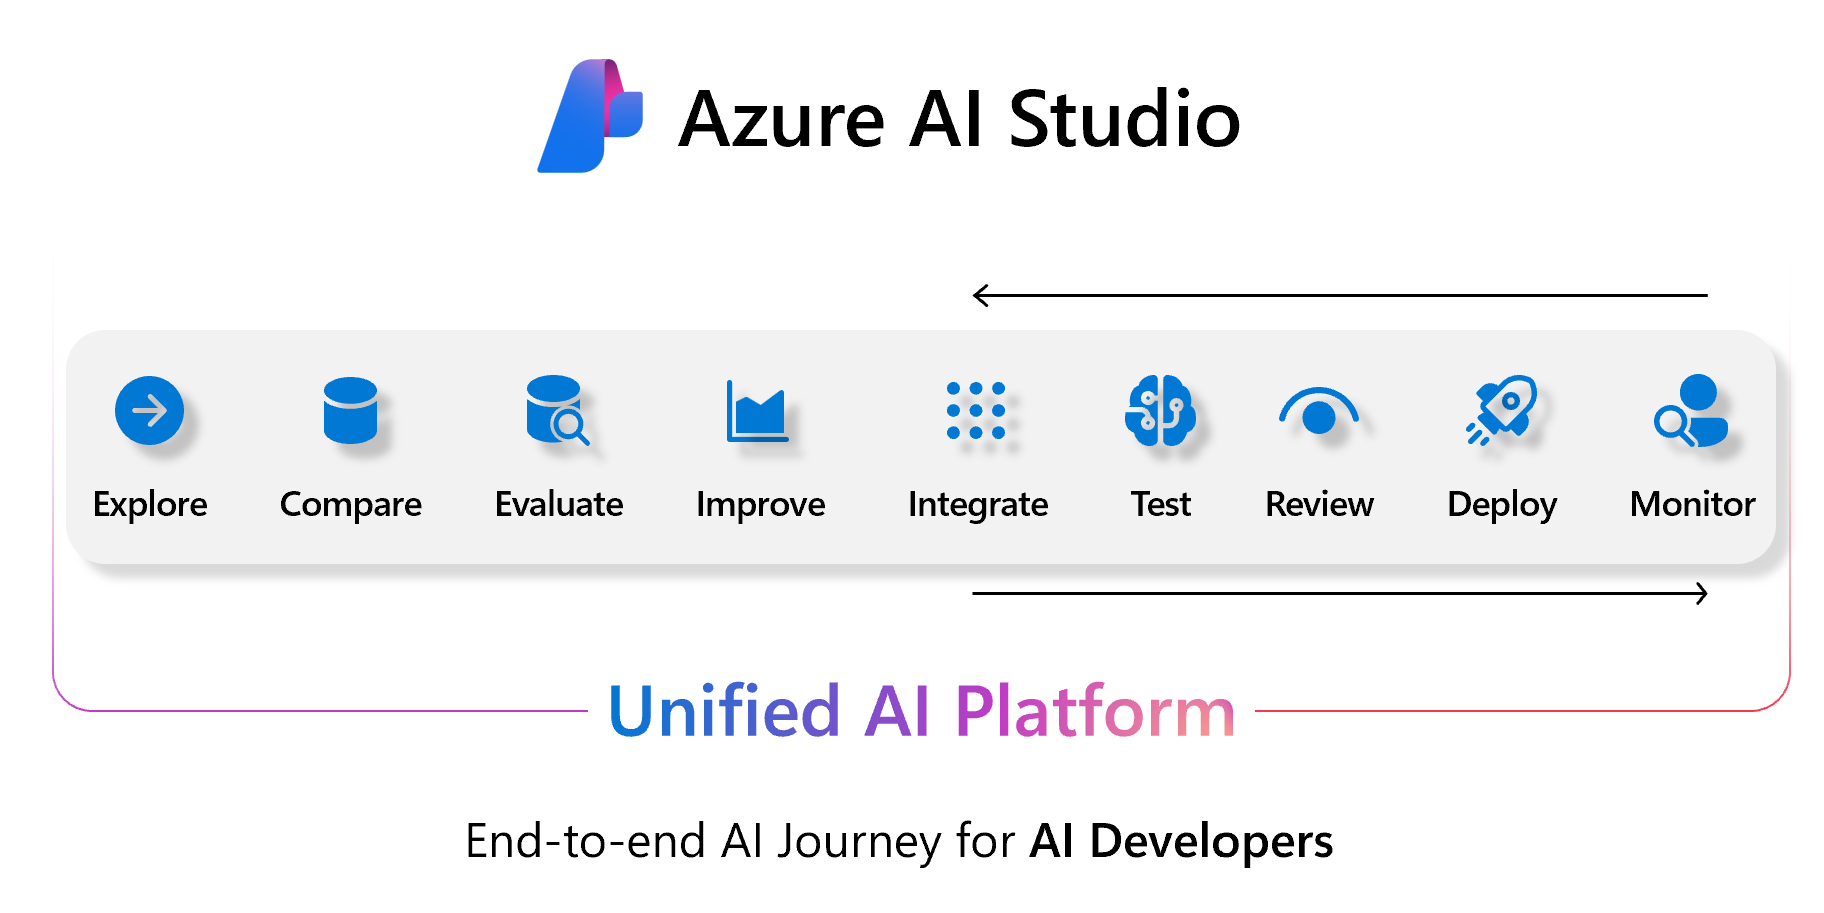 Azure AI Studio
Explore Compare Evaluate Improve Integrate Test Review Deploy Monitor
Unified AI Platform
End-to-end AI Journey for AI Developers